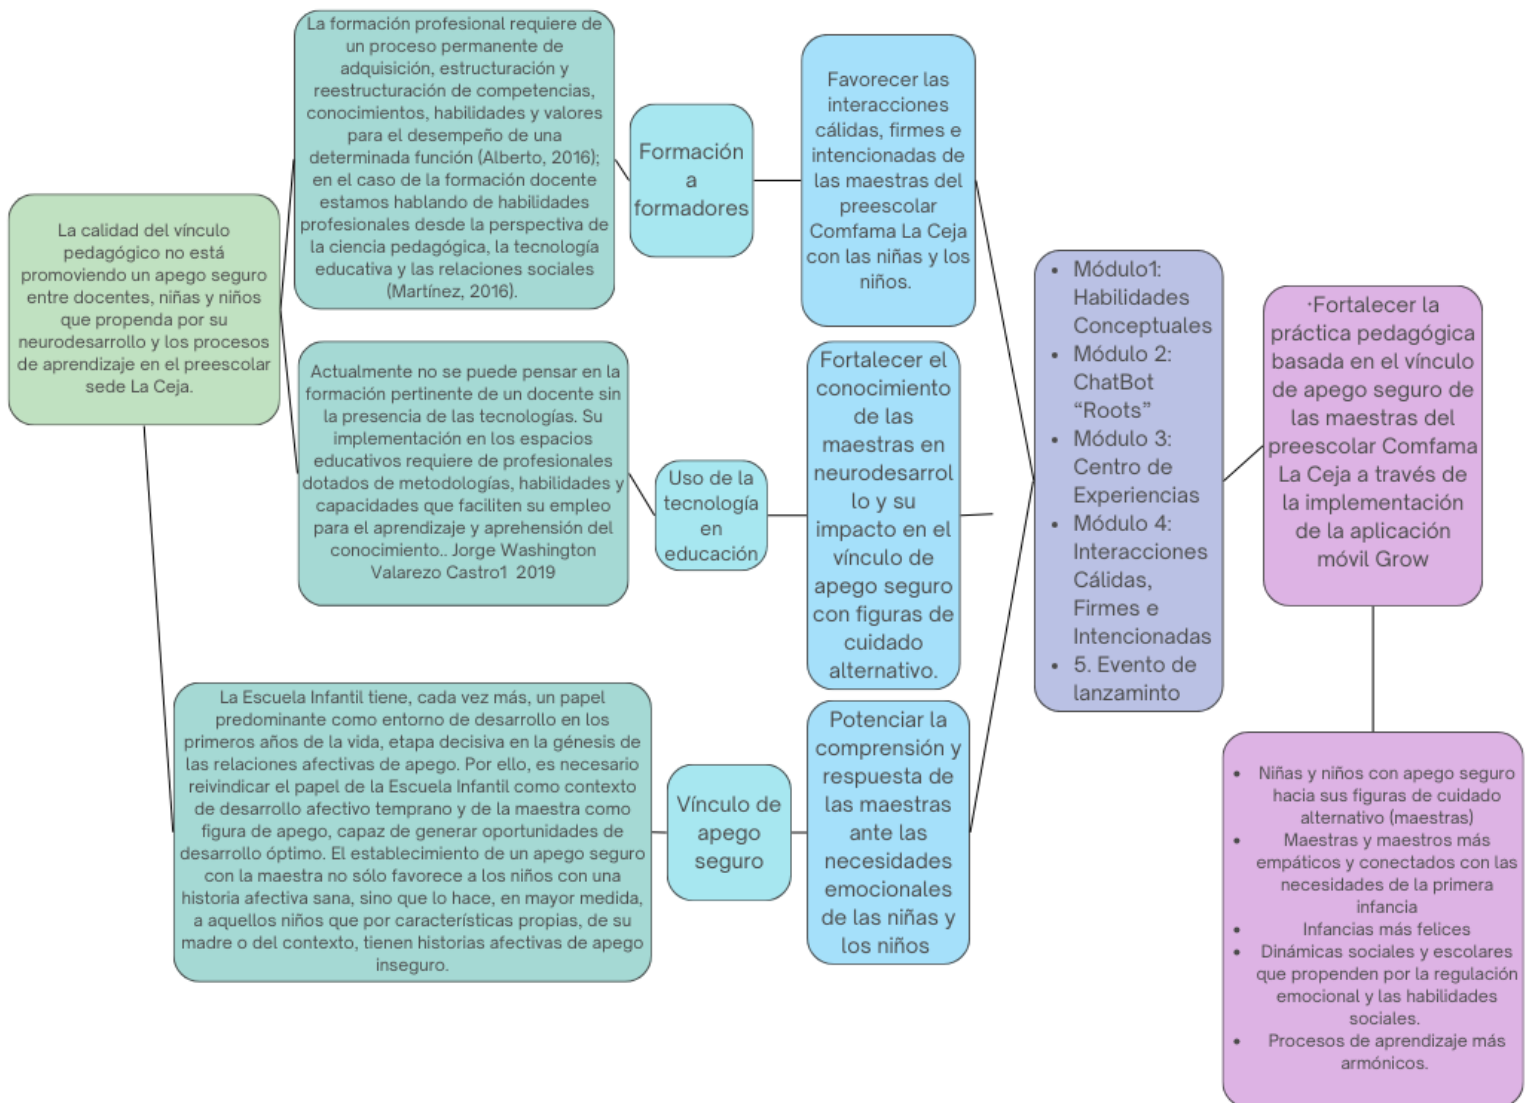 La calidad del vínculo
pedagógico no está
promoviendo un apego seguro
entre docentes, niñas y niños
que propenda por su
neurodesarrollo y los procesos
de aprendizaje en el preescolar
sede La Ceja.
La formación profesional requiere de
un proceso permanente de
adquisición, estructuración y
reestructuración de competencias,
conocimientos, habilidades y valores
para el desempeño de una
determinada función (Alberto, 2016);
en el caso de la formación docente
estamos hablando de habilidades
profesionales desde la perspectiva de
la ciencia pedagógica, la tecnología
educativa y las relaciones sociales
(Martínez, 2016).
Formación
a
formadores
Favorecer las
interacciones
cálidas, firmes e
intencionadas de
las maestras del
preescolar
Comfama La Ceja
con las niñas y los
niños.
Actualmente no se puede pensar en la
formación pertinente de un docente sin
la presencia de las tecnologías. Su
implementación en los espacios
educativos requiere de profesionales
dotados de metodologías, habilidades y
capacidades que faciliten su empleo
para el aprendizaje y aprehensión del
conocimiento.. Jorge Washington
Valarezo Castro1 2019
Uso de la
tecnología
en
educación
Fortalecer el
conocimiento
de las
maestras en
neurodesarrol
lo y su
impacto en el
vínculo de
apego seguro
con figuras de
cuidado
alternativo.
La Escuela Infantil tiene, cada vez más, un papel
predominante como entorno de desarrollo en los
primeros años de la vida, etapa decisiva en la génesis de
las relaciones afectivas de apego. Por ello, es necesario
reivindicar el papel de la Escuela Infantil como contexto
de desarrollo afectivo temprano y de la maestra como
figura de apego, capaz de generar oportunidades de
desarrollo óptimo. El establecimiento de un apego seguro
con la maestra no sólo favorece a los niños con una
historia afectiva sana, sino que lo hace, en mayor medida,
a aquellos niños que por características propias, de su
madre o del contexto, tienen historias afectivas de apego
inseguro.
Vínculo de
apego
seguro
Potenciar la
comprensión y
respuesta de
las maestras
ante las
necesidades
emocionales
de las niñas y
los niños
• Módulo1:
Habilidades
Conceptuales
• Módulo 2:
ChatBot
“Roots”
• Módulo 3:
Centro de
Experiencias
• Módulo 4:
Interacciones
Cálidas,
Firmes e
Intencionadas
• 5. Evento de
lanzaminto
·Fortalecer la
práctica pedagógica
basada en el vínculo
de apego seguro de
las maestras del
preescolar Comfama
La Ceja a través de
la implementación
de la aplicación
móvil Grow
• Niñas y niños con apego seguro
hacia sus figuras de cuidado
alternativo (maestras)
• Maestras y maestros más
empáticos y conectados con las
necesidades de la primera
infancia
• Infancias más felices
• Dinámicas sociales y escolares
que propenden por la regulación
emocional y las habilidades
sociales.
• Procesos de aprendizaje más
armónicos.